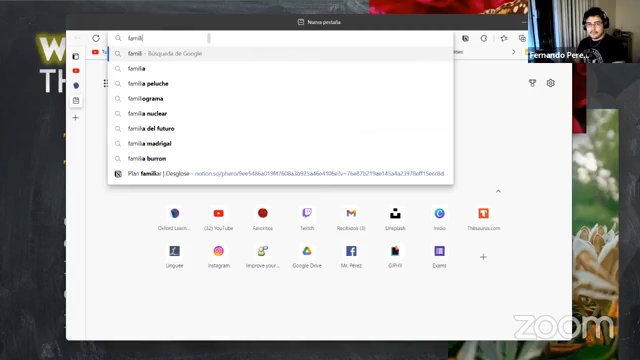 W
TH
Nueva pestaña
famili
famili - Búsqueda de Google
familia
familia peluche
familiograma
familia nuclear
familia del futuro
familia madrigal
familia burron
Plan familiar | Desglose - notion.so/phero/
Fernando Pere...
Oxford Learn...
(32) YouTube
Favoritos
Twitch
Recibidos (3)
Unsplash
Inicio
Thesaurus.com
Linguee
Instagram
Improve your...
Google Drive
Mr. Perez
GIPHY
Exams
zoom